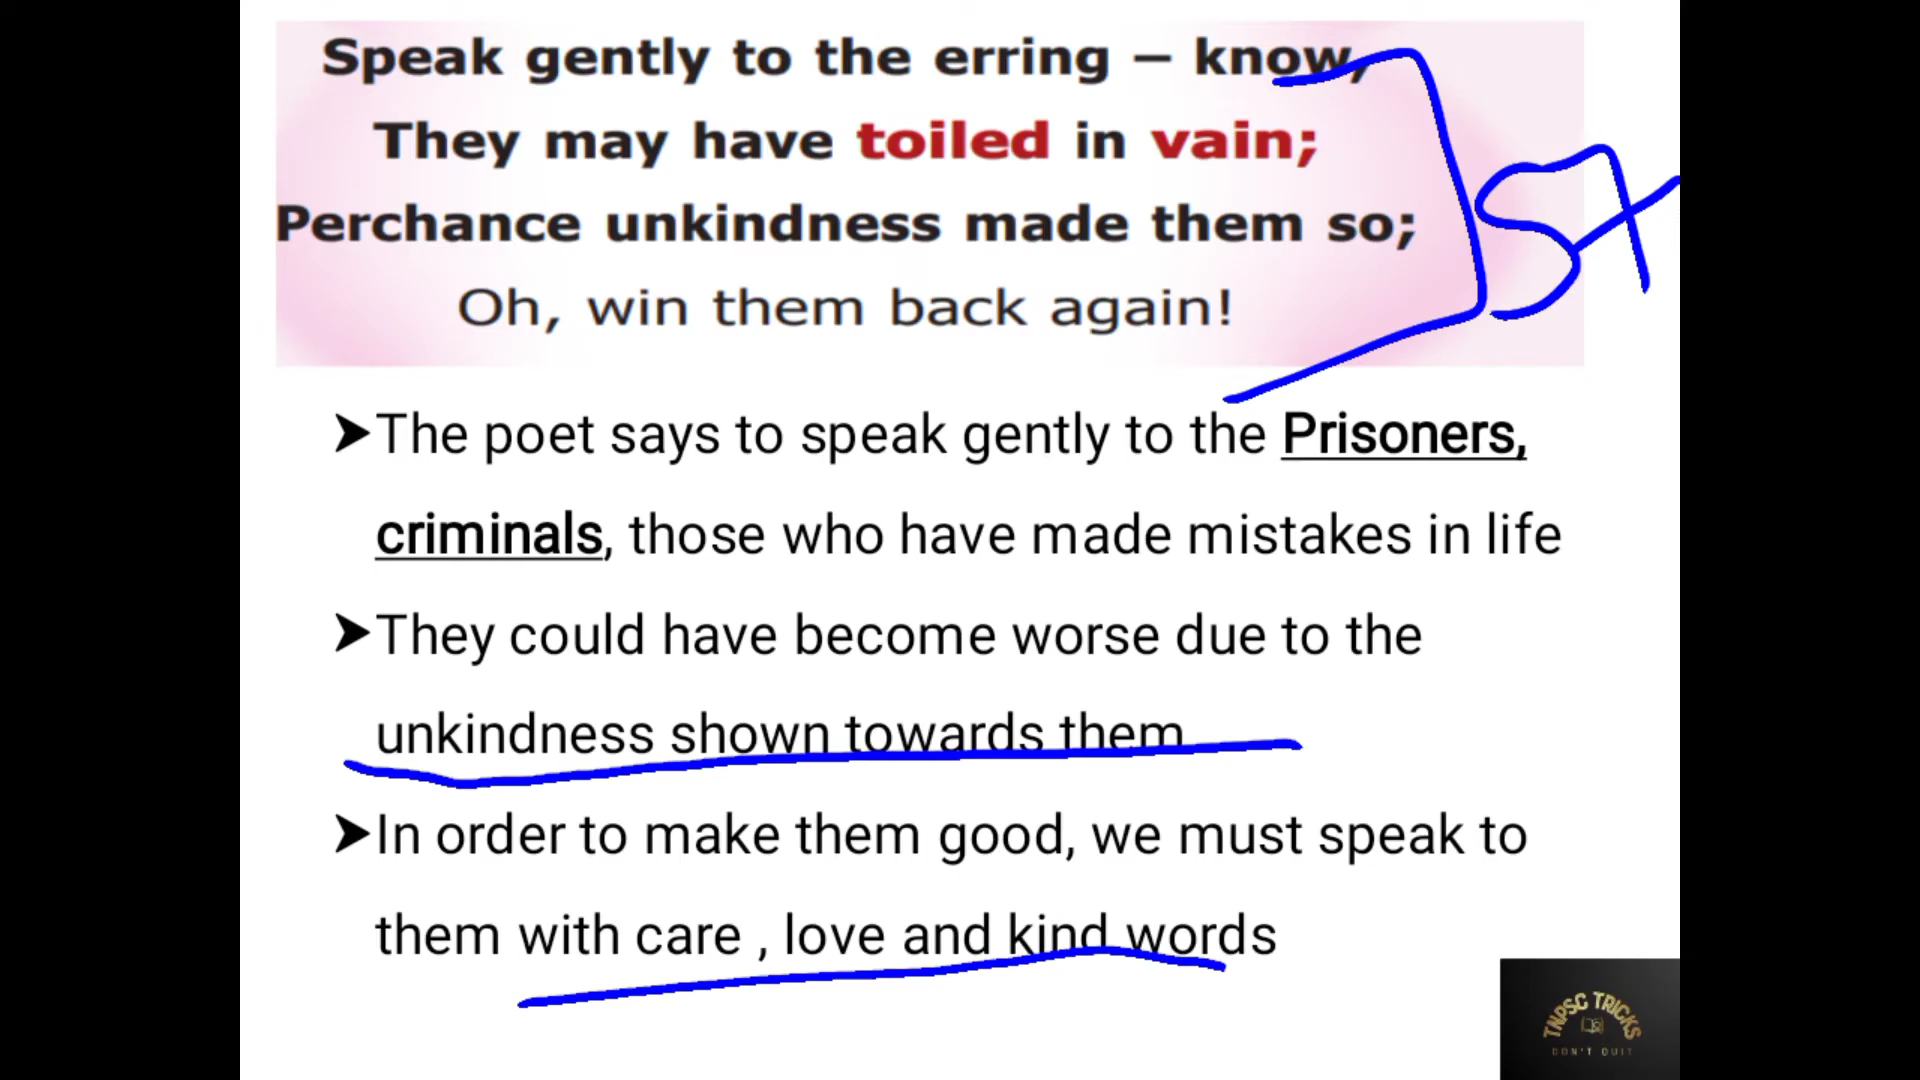 Speak gently to the erring – know,
They may have toiled in vain;
Perchance unkindness made them so;
Oh, win them back again!
➤The poet says to speak gently to the Prisoners,
criminals, those who have made mistakes in life
➤They could have become worse due to the
unkindness shown towards them
➤In order to make them good, we must speak to
them with care , love and kind words
TNPSC TRICKS
DON'T QUIT